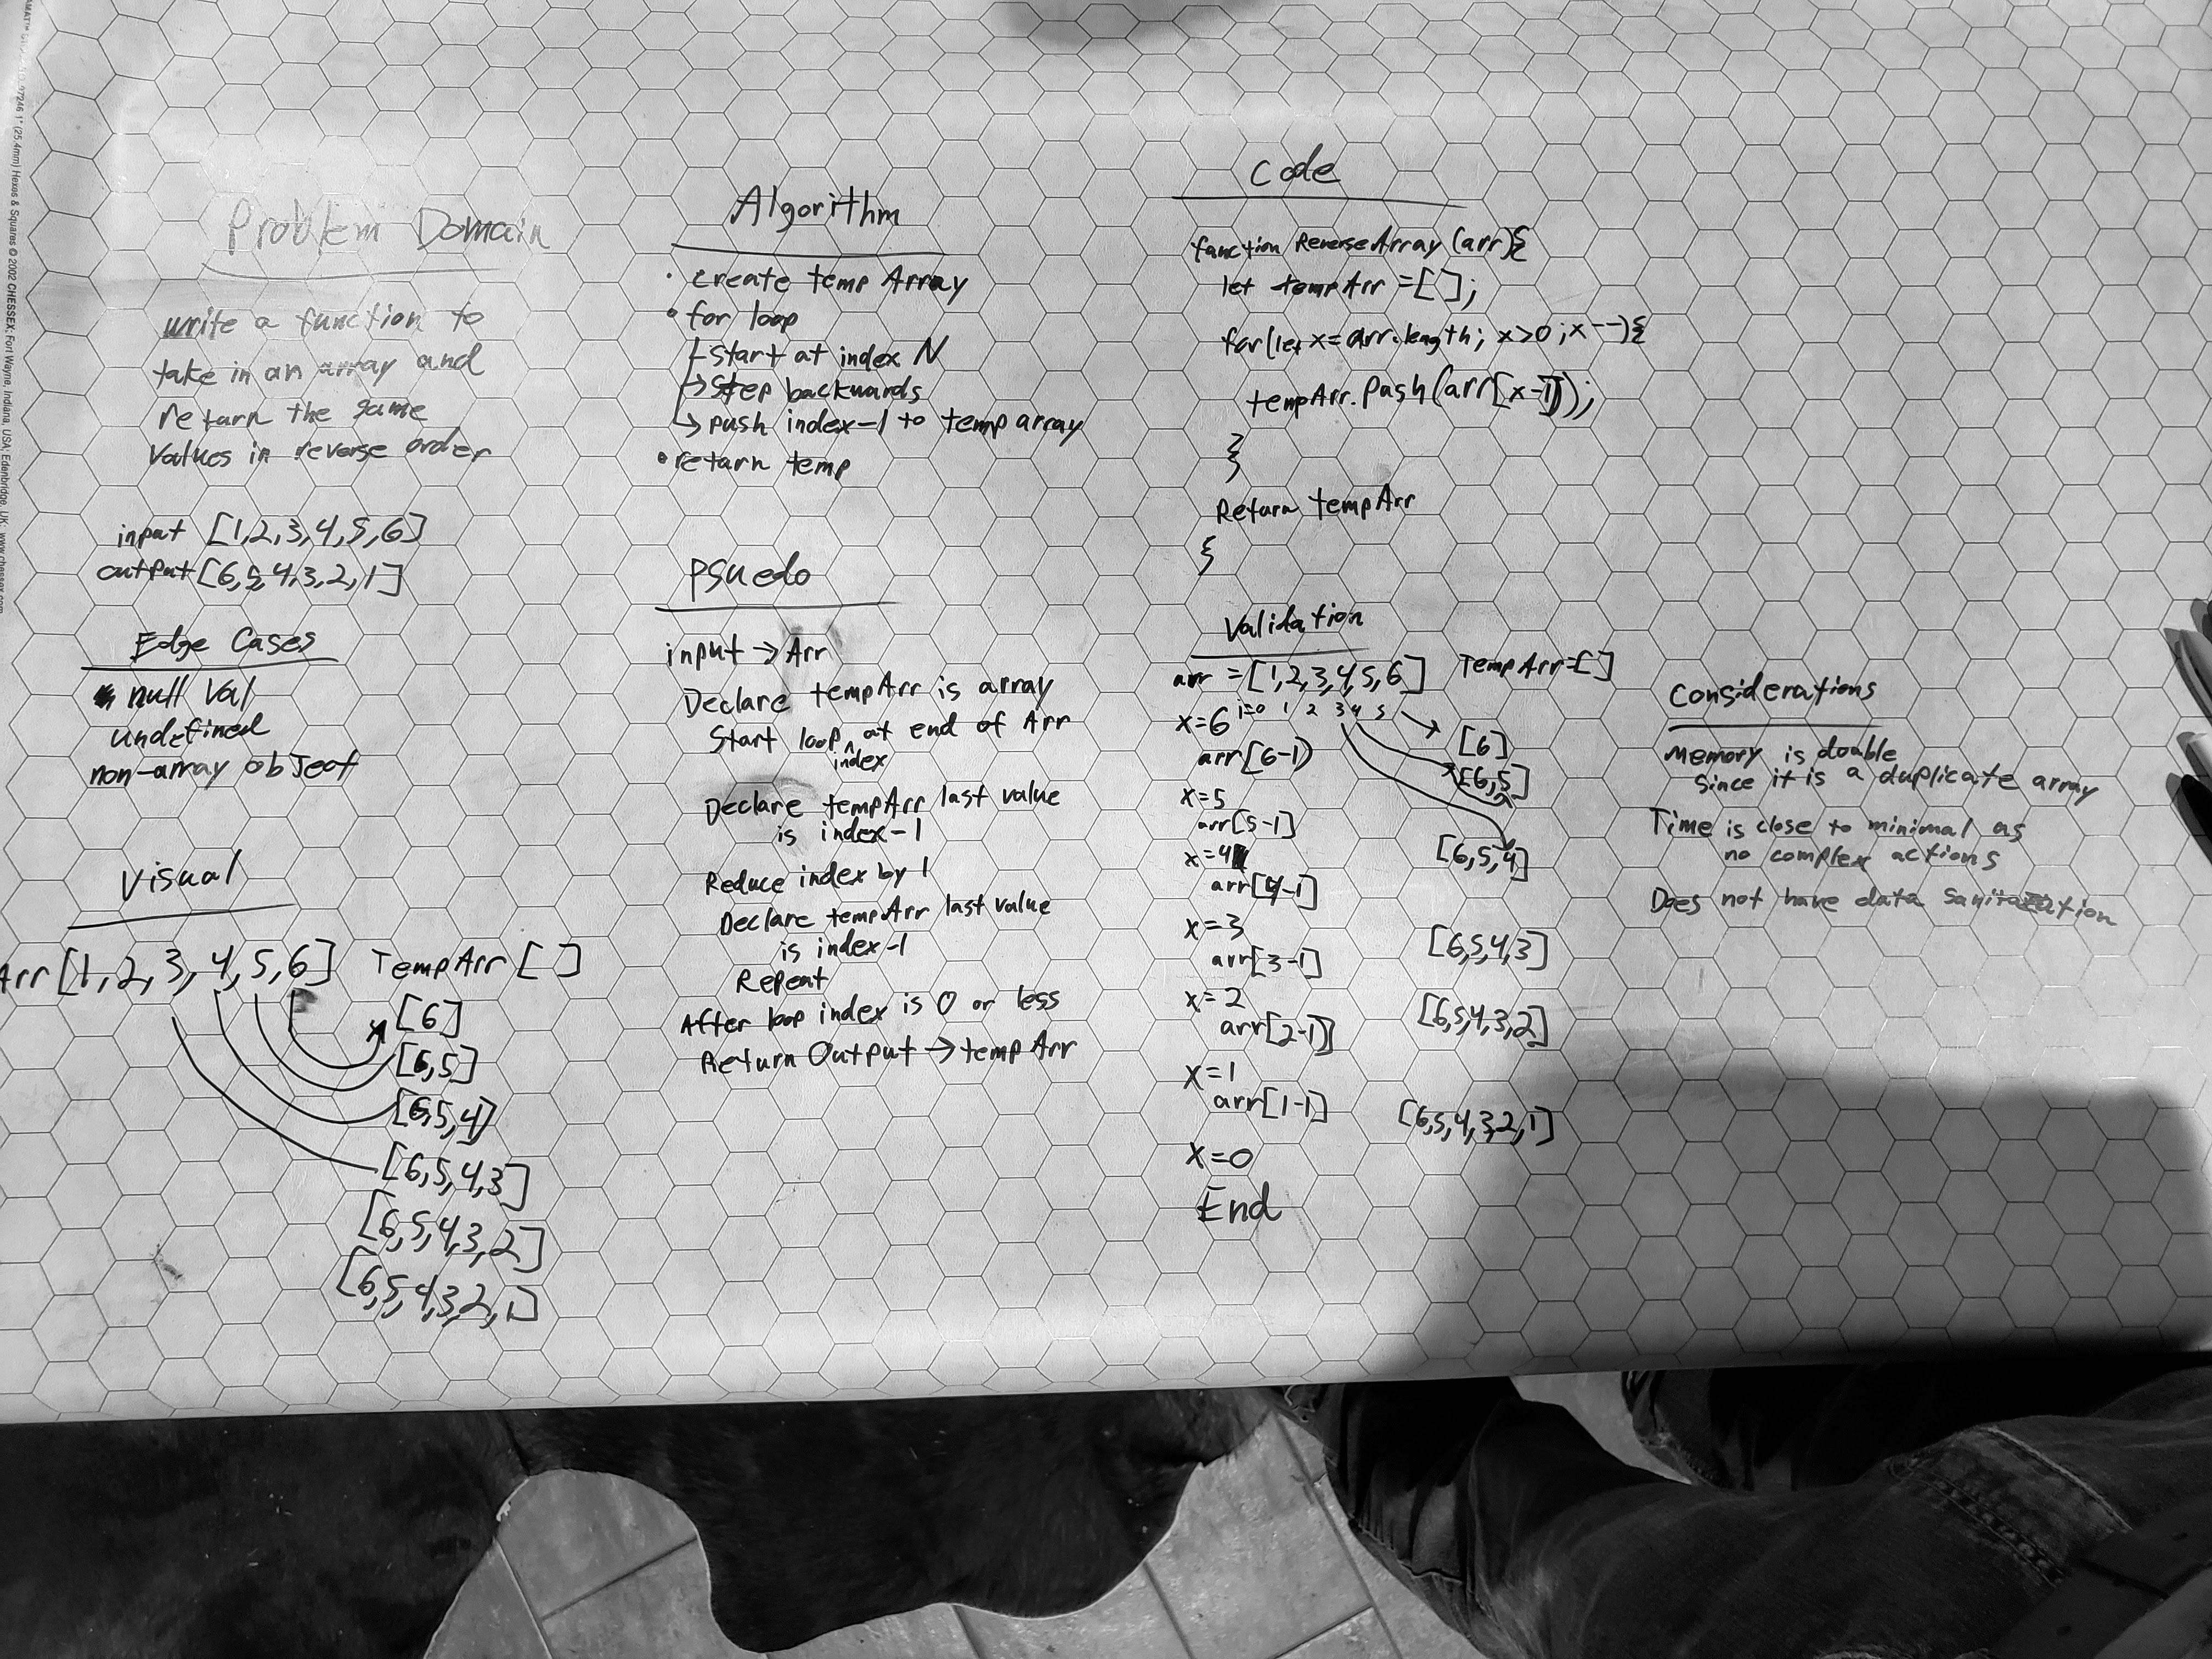 Problem Domain
write a function to
take in an array and
return the same
values in reverse order
input [1,2,3,4,5,6]
output [6,5,4,3,2,1]
Edge Cases
null val
undefined
non-array object
Visual
Arr [1,2,3,4,5,6] TempArr [ ]
[6]
[6,5]
[6,5,4]
[6,5,4,3]
[6,5,4,3,2]
[6,5,4,3,2,1]
Algorithm
• create temp Array
• for loop
start at index N
→ step backwards
→ push index-1 to temp array
• return temp
Psuedo
input → Arr
Declare tempArr is array
Start loop ^ at end of Arr
index
Declare tempArr last value
is index-1
Reduce index by 1
Declare tempArr last value
is index-1
Repeat
After loop index is 0 or less
Return Output → tempArr
Code
function ReverseArray (arr){
let tempArr = [ ];
for(let x=arr.length; x>0; x--){
tempArr.push(arr[x-1]);
}
Return tempArr
{
Validation
arr = [1,2,3,4,5,6] TempArr=[ ]
x=6 i=0 1 2 3 4 5
arr[6-1) [6]
x=5 [6,5]
arr[5-1]
x=4 [6,5,4]
arr[4-1]
x=3 [6,5,4,3]
arr[3-1]
x=2 [6,5,4,3,2]
arr[2-1]
x=1
arr[1-1] [6,5,4,3,2,1]
x=0
End
Considerations
Memory is double
Since it is a duplicate array
Time is close to minimal as
no complex actions
Does not have data
Hexes & Squares © 2002 CHESSEX: Fort Wayne, Indiana, USA; Edenbridge, UK www.chessex.com